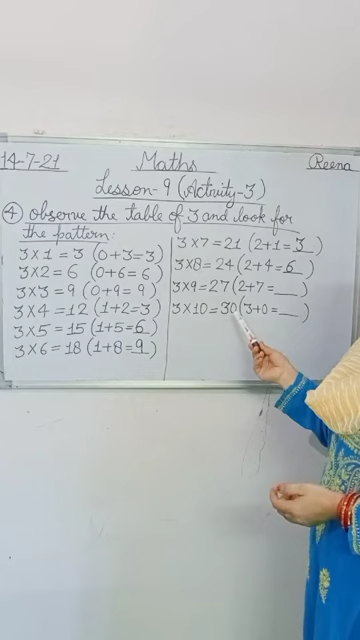 14-7-21 Maths Reena
Lesson-9 (Activity-3)
④ observe the table of 3 and look for
the pattern:
3×1=3 (0+3=3)
3×2=6 (0+6=6)
3×3=9 (0+9=9)
3×4=12 (1+2=3)
3×5=15 (1+5=6)
3×6=18 (1+8=9)
3×7=21 (2+1=3)
3×8=24 (2+4=6)
3×9=27 (2+7=__)
3×10=30 (3+0=__)